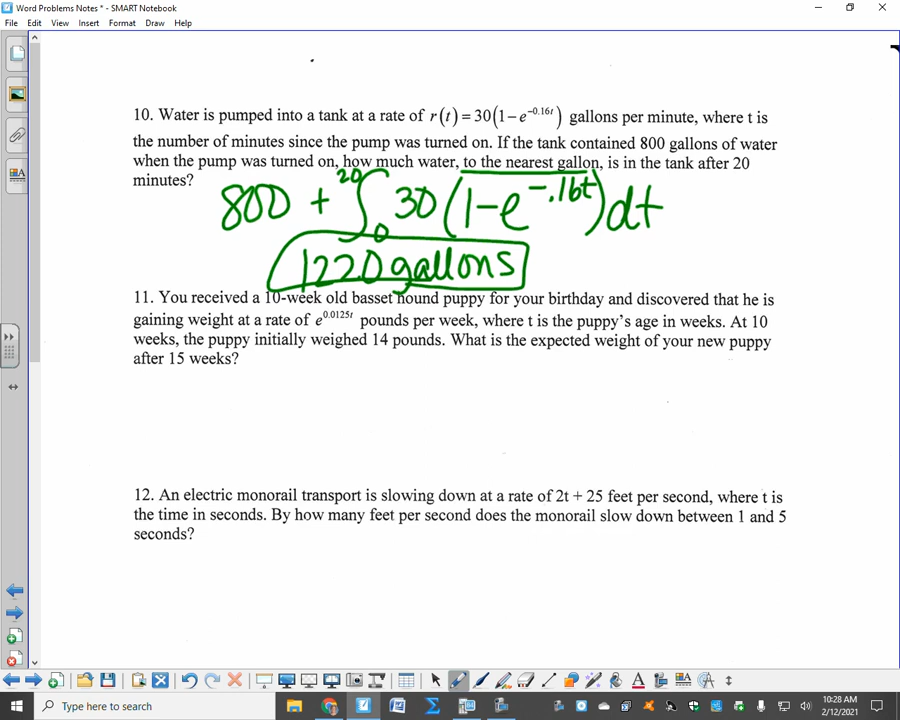 Word Problems Notes * - SMART Notebook
File Edit View Insert Format Draw Help
10. Water is pumped into a tank at a rate of r(t) = 30(1 − e^−0.16t) gallons per minute, where t is
the number of minutes since the pump was turned on. If the tank contained 800 gallons of water
when the pump was turned on, how much water, to the nearest gallon, is in the tank after 20
minutes?
800 + ∫₀²⁰ 30(1−e^−.16t)dt
1220 gallons
11. You received a 10-week old basset hound puppy for your birthday and discovered that he is
gaining weight at a rate of e^0.0125t pounds per week, where t is the puppy's age in weeks. At 10
weeks, the puppy initially weighed 14 pounds. What is the expected weight of your new puppy
after 15 weeks?
12. An electric monorail transport is slowing down at a rate of 2t + 25 feet per second, where t is
the time in seconds. By how many feet per second does the monorail slow down between 1 and 5
seconds?
Type here to search
10:28 AM
2/12/2021